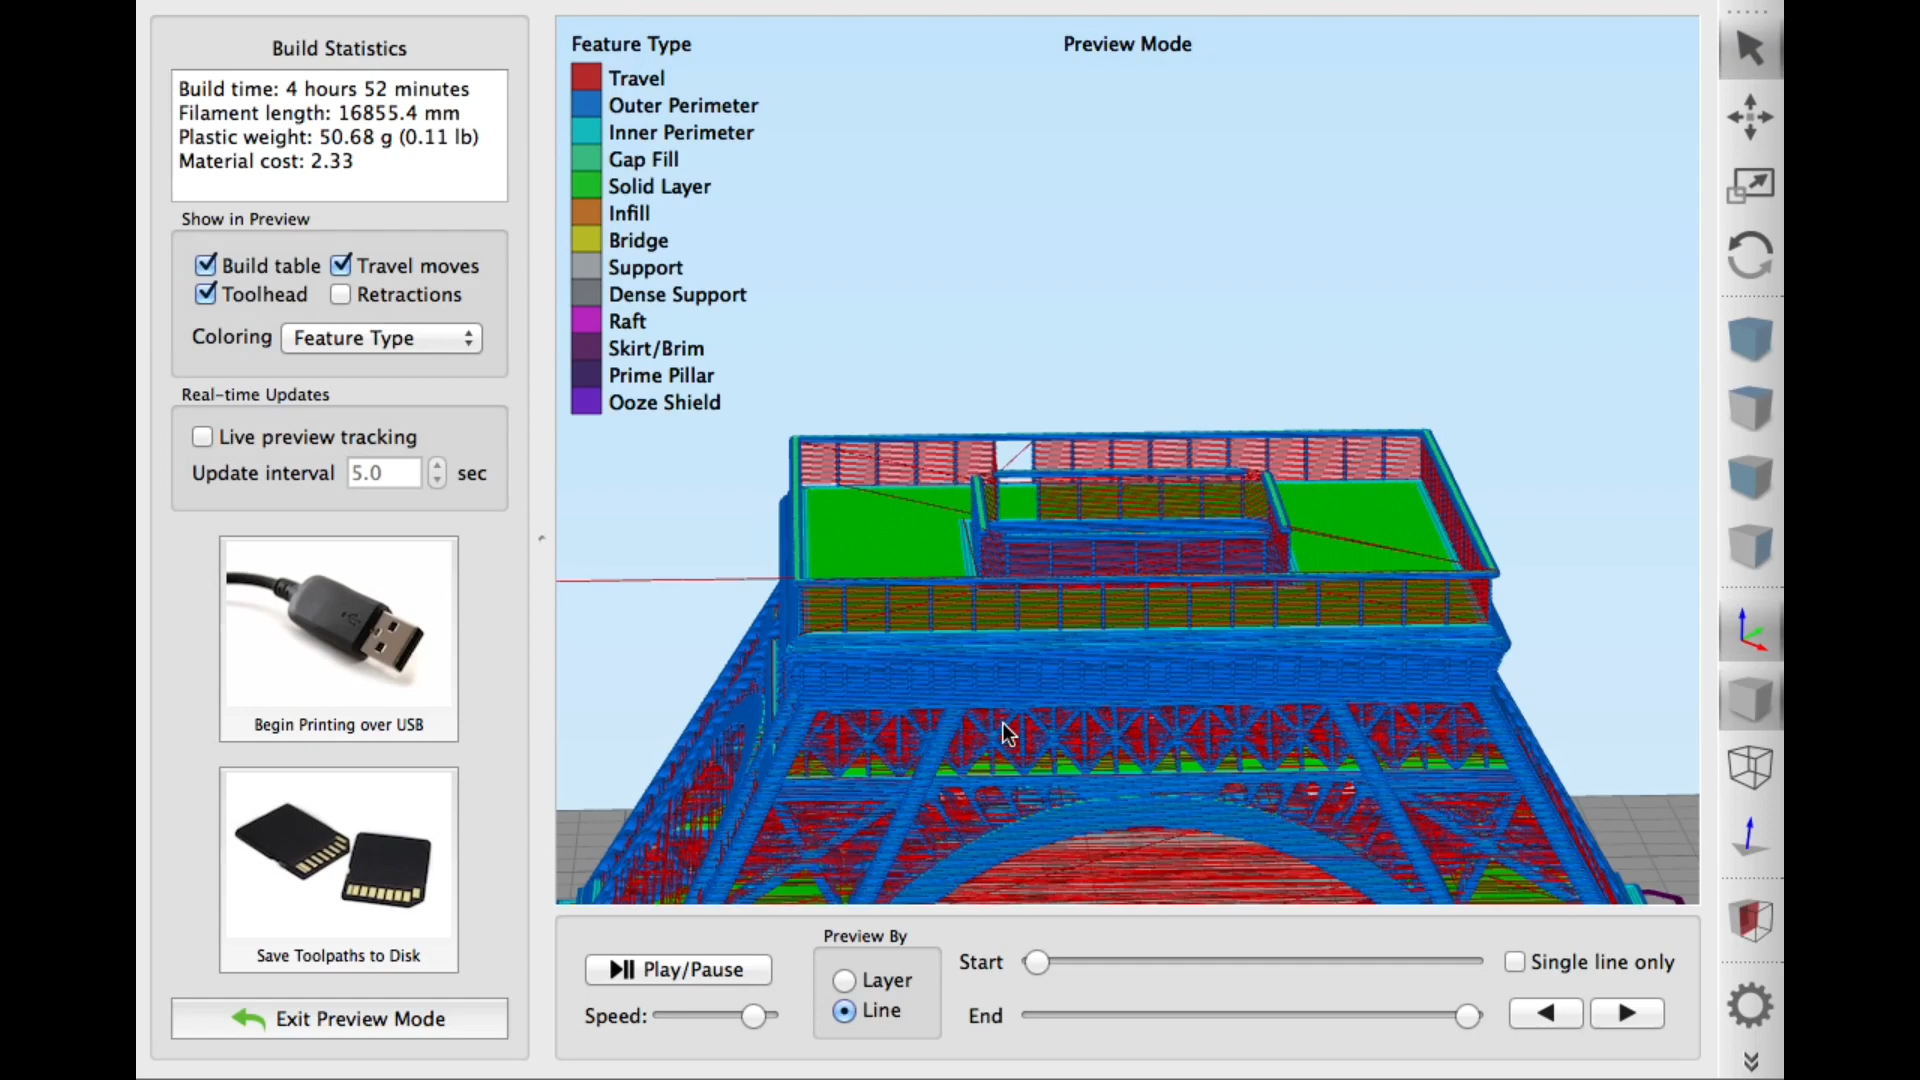 Build Statistics
Build time: 4 hours 52 minutes
Filament length: 16855.4 mm
Plastic weight: 50.68 g (0.11 lb)
Material cost: 2.33
Show in Preview
Build table
Travel moves
Toolhead
Retractions
Coloring
Feature Type
Real-time Updates
Live preview tracking
Update interval 5.0 sec
Begin Printing over USB
Save Toolpaths to Disk
Exit Preview Mode
Feature Type
Travel
Outer Perimeter
Inner Perimeter
Gap Fill
Solid Layer
Infill
Bridge
Support
Dense Support
Raft
Skirt/Brim
Prime Pillar
Ooze Shield
Preview Mode
Play/Pause
Speed:
Preview By
Layer
Line
Start
End
Single line only